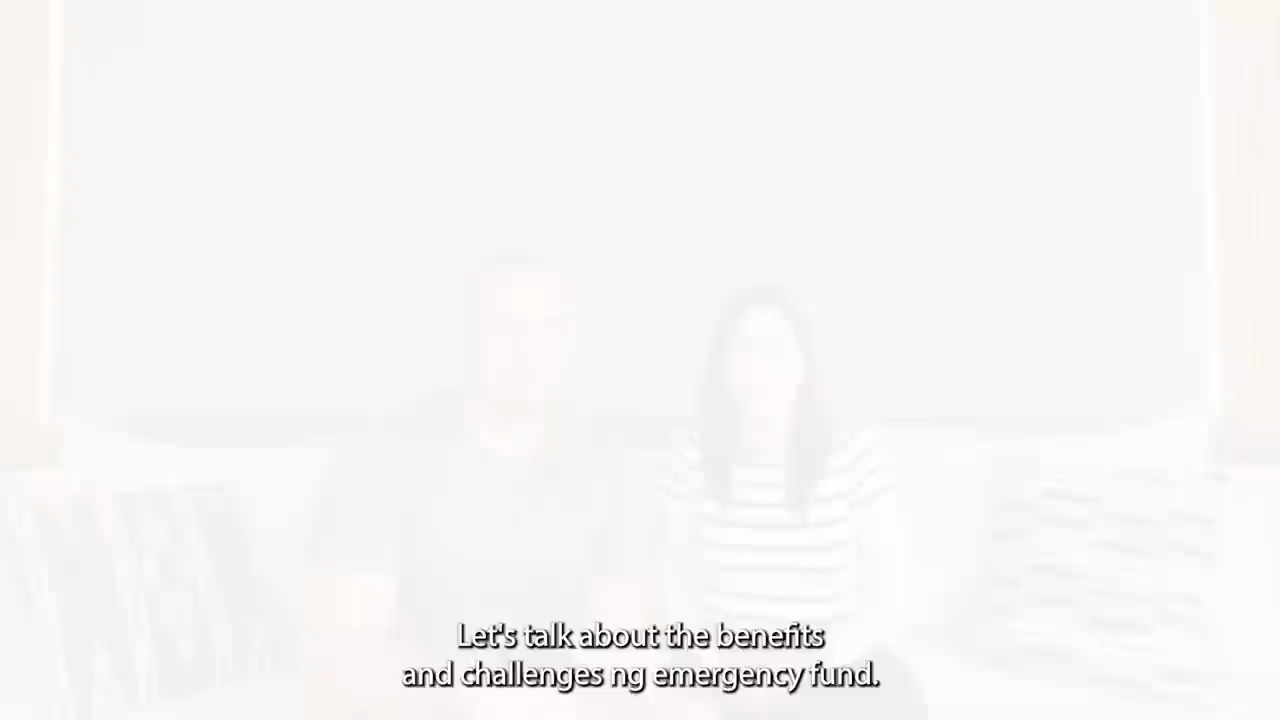 Let's talk about the benefits
and challenges ng emergency fund.